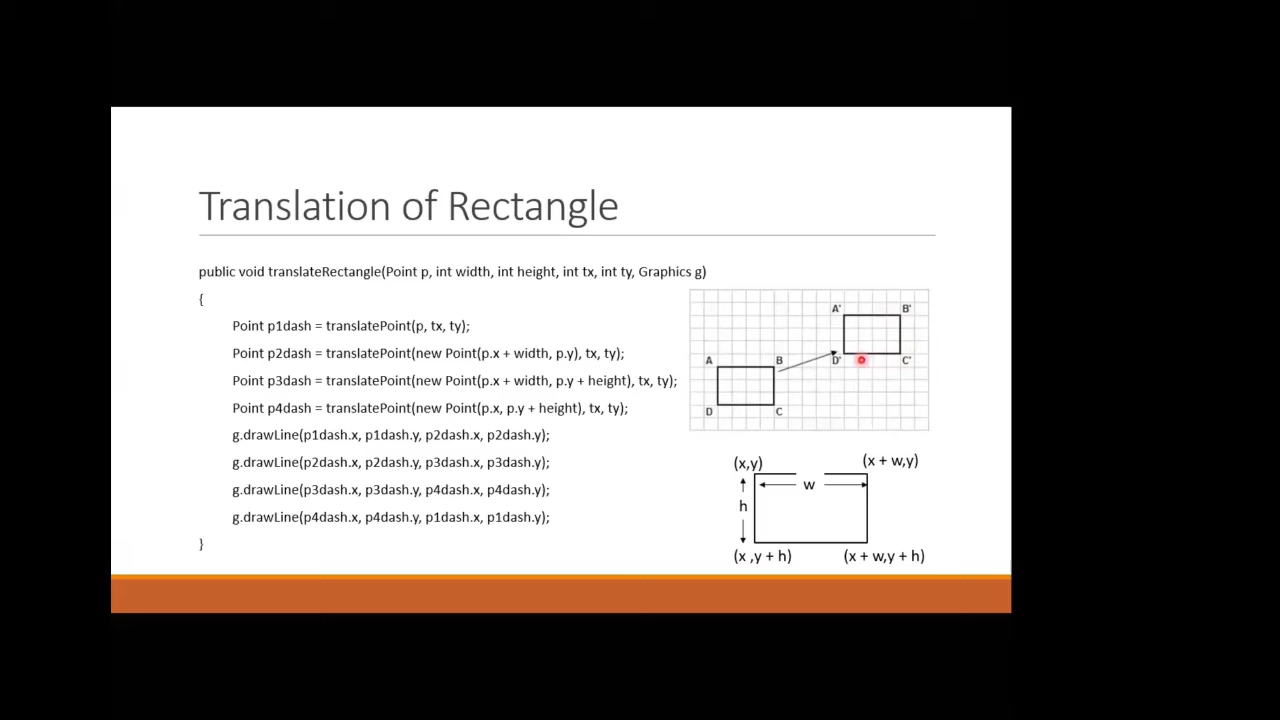 Translation of Rectangle
public void translateRectangle(Point p, int width, int height, int tx, int ty, Graphics g)
{
Point p1dash = translatePoint(p, tx, ty);
Point p2dash = translatePoint(new Point(p.x + width, p.y), tx, ty);
Point p3dash = translatePoint(new Point(p.x + width, p.y + height), tx, ty);
Point p4dash = translatePoint(new Point(p.x, p.y + height), tx, ty);
g.drawLine(p1dash.x, p1dash.y, p2dash.x, p2dash.y);
g.drawLine(p2dash.x, p2dash.y, p3dash.x, p3dash.y);
g.drawLine(p3dash.x, p3dash.y, p4dash.x, p4dash.y);
g.drawLine(p4dash.x, p4dash.y, p1dash.x, p1dash.y);
}
A' B'
A B D' C'
D C
(x,y) (x + w,y)
w
h
(x ,y + h) (x + w,y + h)